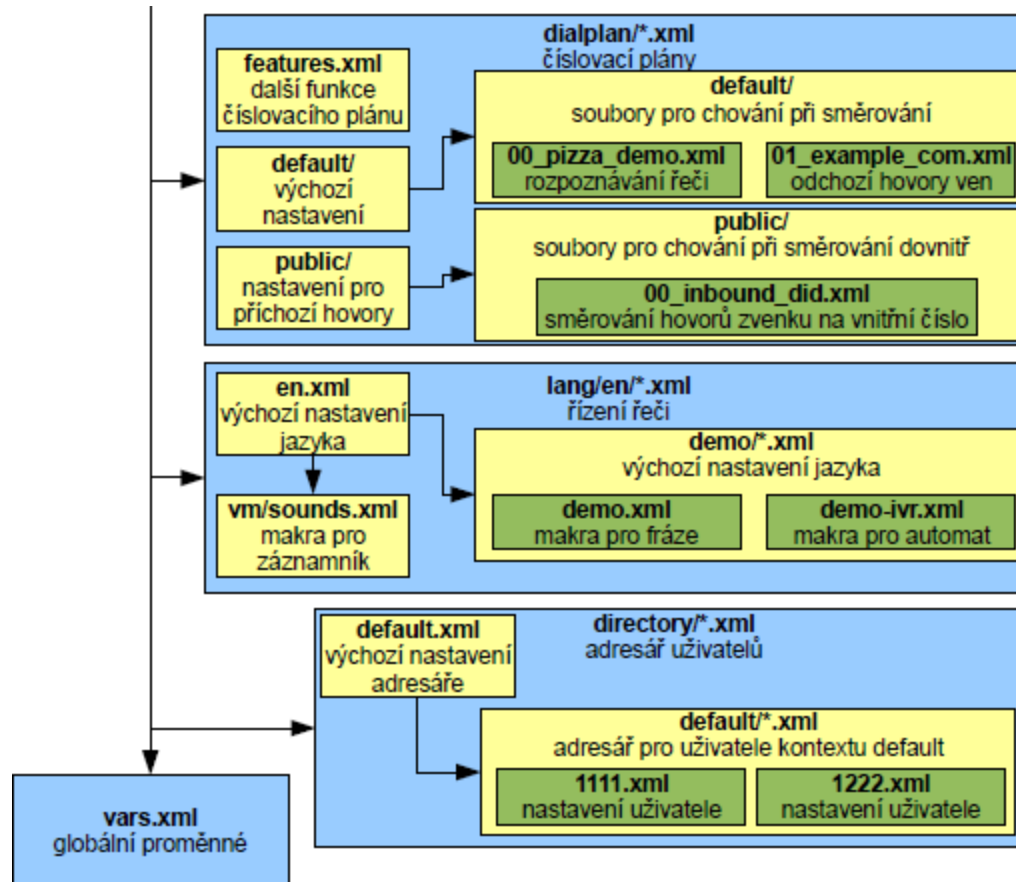 dialplan/*.xml
číslovací plány
features.xml
další funkce
číslovacího plánu
default/
výchozí
nastavení
public/
nastavení pro
příchozí hovory
default/
soubory pro chování při směrování
00_pizza_demo.xml
rozpoznávání řeči
01_example_com.xml
odchozí hovory ven
public/
soubory pro chování při směrování dovnitř
00_inbound_did.xml
směrování hovorů zvenku na vnitřní číslo
lang/en/*.xml
řízení řeči
en.xml
výchozí nastavení
jazyka
vm/sounds.xml
makra pro
záznamník
demo/*.xml
výchozí nastavení jazyka
demo.xml
makra pro fráze
demo-ivr.xml
makra pro automat
directory/*.xml
adresář uživatelů
default.xml
výchozí nastavení
adresáře
default/*.xml
adresář pro uživatele kontextu default
1111.xml
nastavení uživatele
1222.xml
nastavení uživatele
vars.xml
globální proměnné